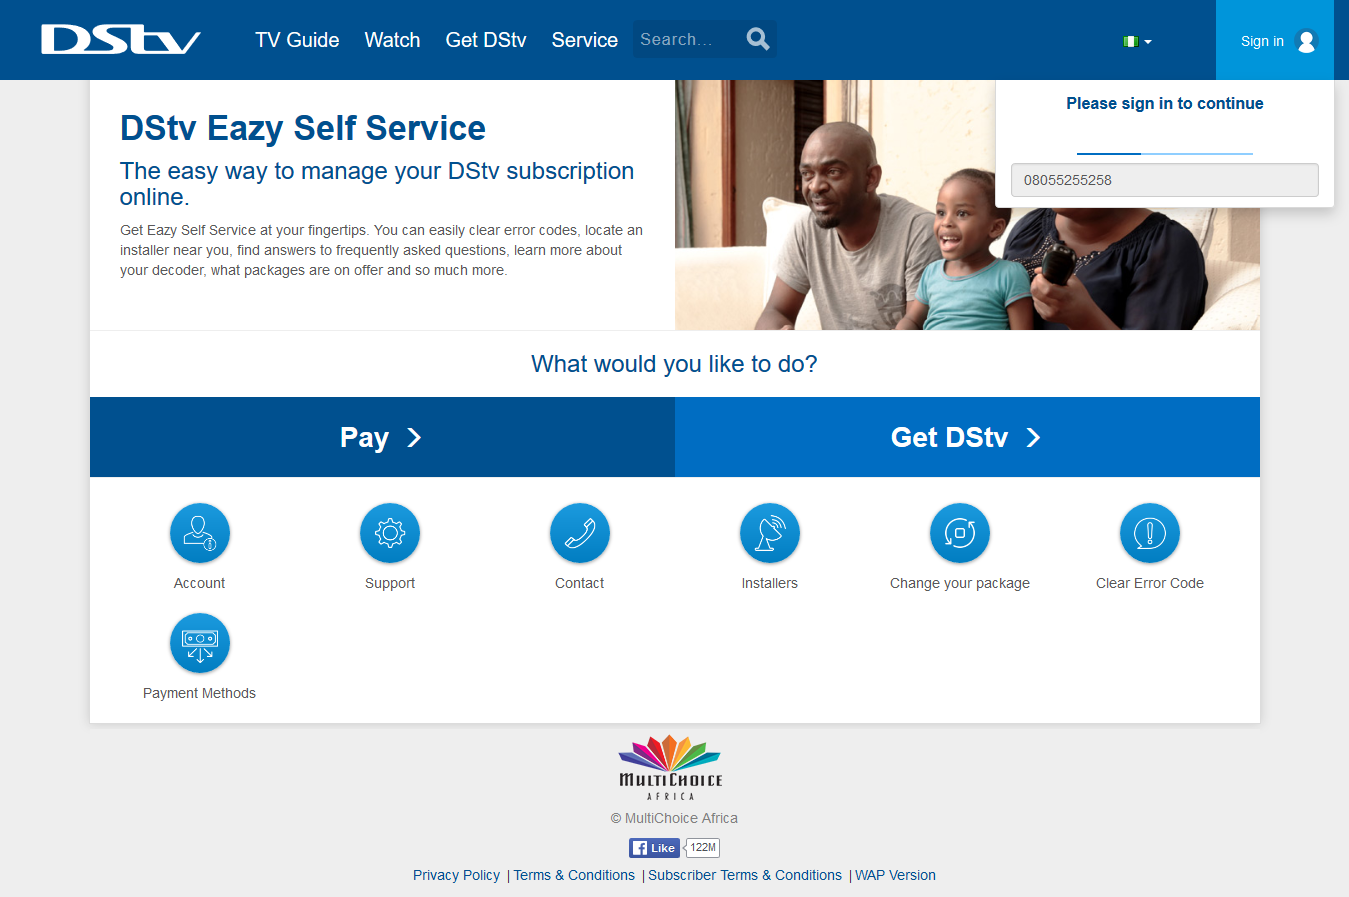 DStv
TV Guide
Watch
Get DStv
Service
Search...
Sign in
Please sign in to continue
08055255258
DStv Eazy Self Service
The easy way to manage your DStv subscription
online.
Get Eazy Self Service at your fingertips. You can easily clear error codes, locate an
installer near you, find answers to frequently asked questions, learn more about
your decoder, what packages are on offer and so much more.
What would you like to do?
Pay
Get DStv
Account
Support
Contact
Installers
Change your package
Clear Error Code
Payment Methods
MULTICHOICE
AFRICA
© MultiChoice Africa
Like
122M
Privacy Policy | Terms & Conditions | Subscriber Terms & Conditions | WAP Version